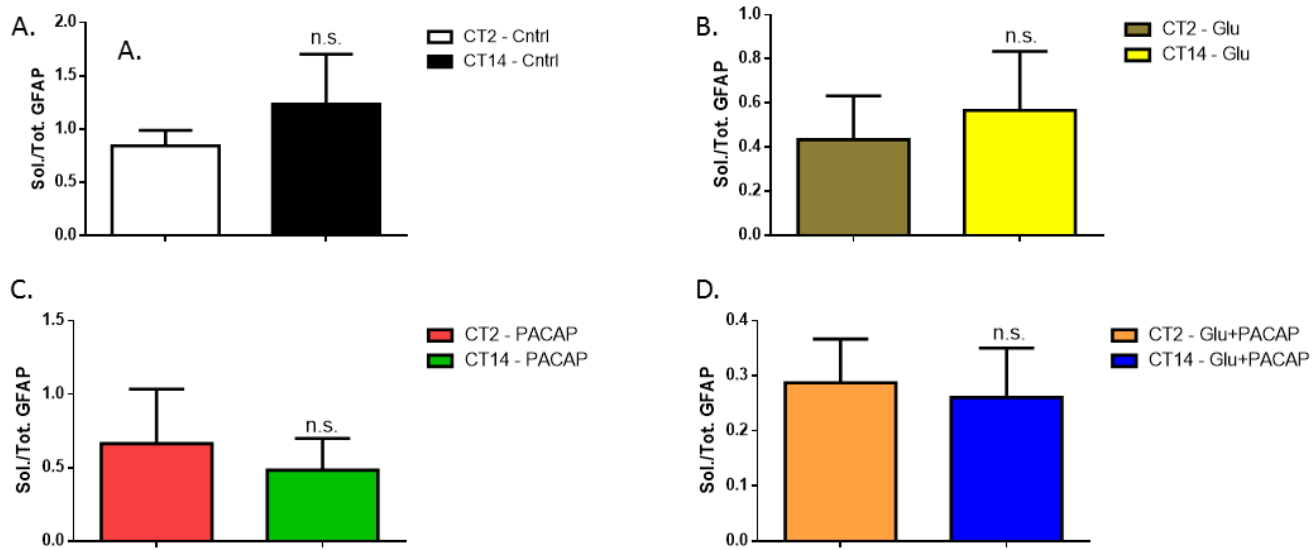 A.
A.
Sol./Tot. GFAP
2.0
1.5
1.0
0.5
0.0
n.s.
CT2 - Cntrl
CT14 - Cntrl
B.
Sol./Tot. GFAP
1.0
0.8
0.6
0.4
0.2
0.0
n.s.
CT2 - Glu
CT14 - Glu
C.
Sol./Tot. GFAP
1.5
1.0
0.5
0.0
n.s.
CT2 - PACAP
CT14 - PACAP
D.
Sol./Tot. GFAP
0.4
0.3
0.2
0.1
0.0
n.s.
CT2 - Glu+PACAP
CT14 - Glu+PACAP